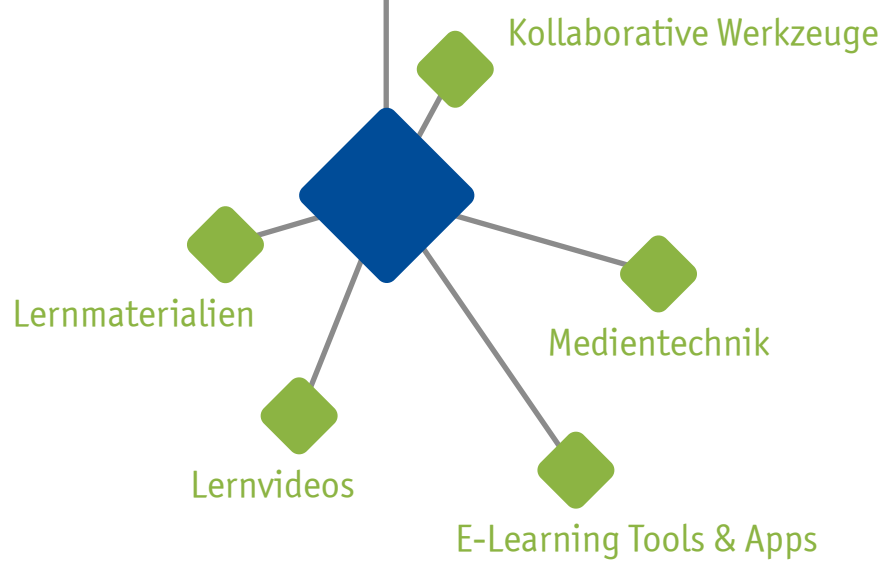 Kollaborative Werkzeuge
Lernmaterialien
Medientechnik
Lernvideos
E-Learning Tools & Apps